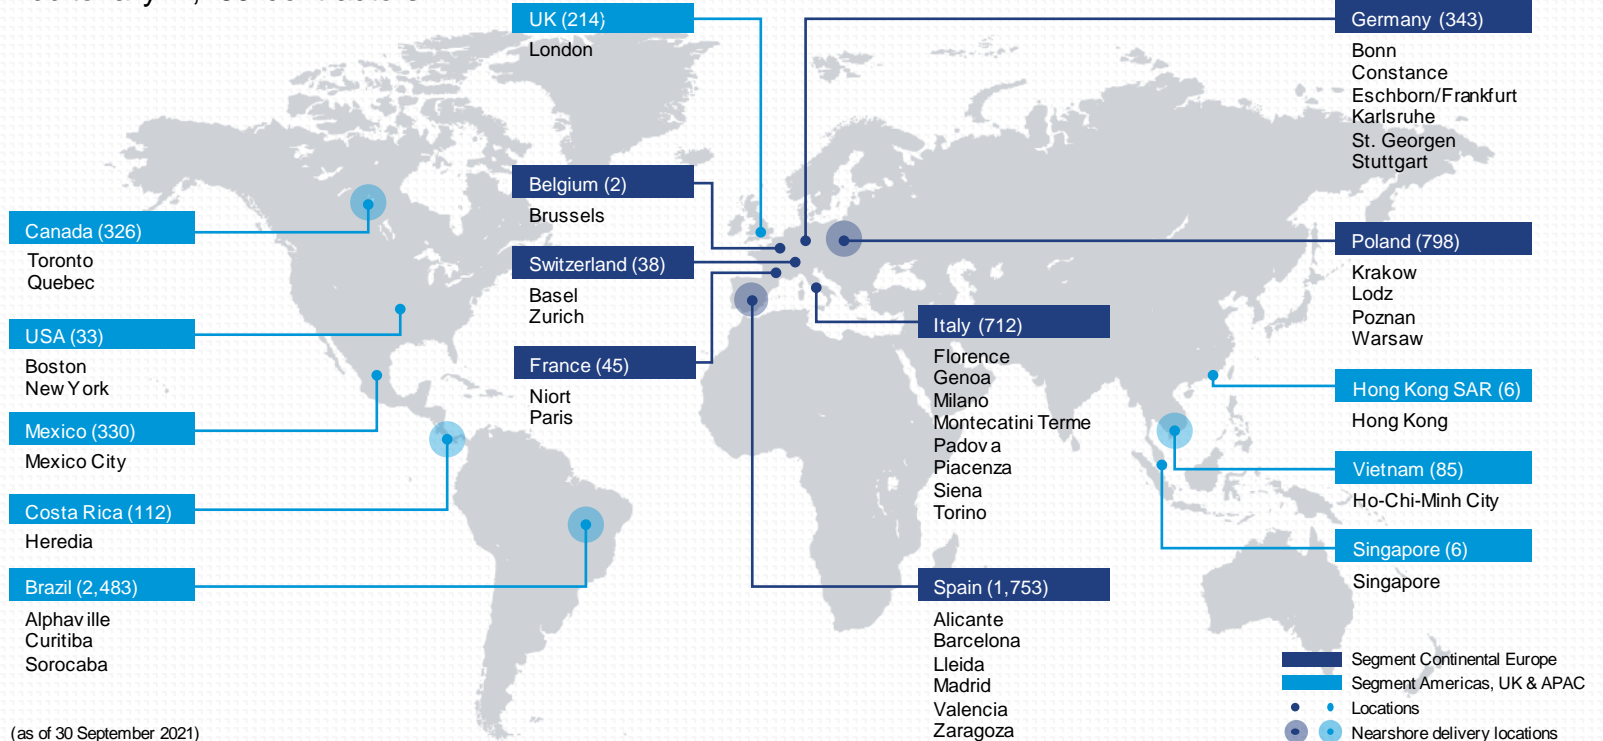 UK (214)
London
Germany (343)
Bonn
Constance
Eschborn/Frankfurt
Karlsruhe
St. Georgen
Stuttgart
Belgium (2)
Brussels
Canada (326)
Toronto
Quebec
Switzerland (38)
Basel
Zurich
Poland (798)
Krakow
Lodz
Poznan
Warsaw
USA (33)
Boston
New York
France (45)
Niort
Paris
Italy (712)
Florence
Genoa
Milano
Montecatini Terme
Padova
Piacenza
Siena
Torino
Hong Kong SAR (6)
Hong Kong
Mexico (330)
Mexico City
Vietnam (85)
Ho-Chi-Minh City
Costa Rica (112)
Heredia
Singapore (6)
Singapore
Brazil (2,483)
Alphaville
Curitiba
Sorocaba
Spain (1,753)
Alicante
Barcelona
Lleida
Madrid
Valencia
Zaragoza
Segment Continental Europe
Segment Americas, UK & APAC
Locations
Nearshore delivery locations
(as of 30 September 2021)